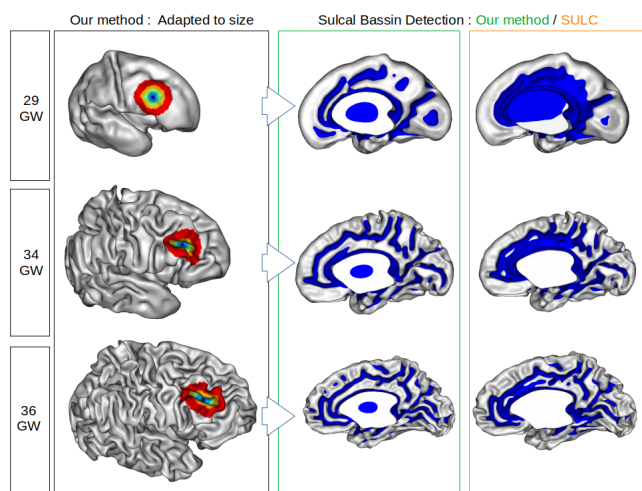 Our method : Adapted to size
Sulcal Bassin Detection : Our method / SULC
29
GW
34
GW
36
GW